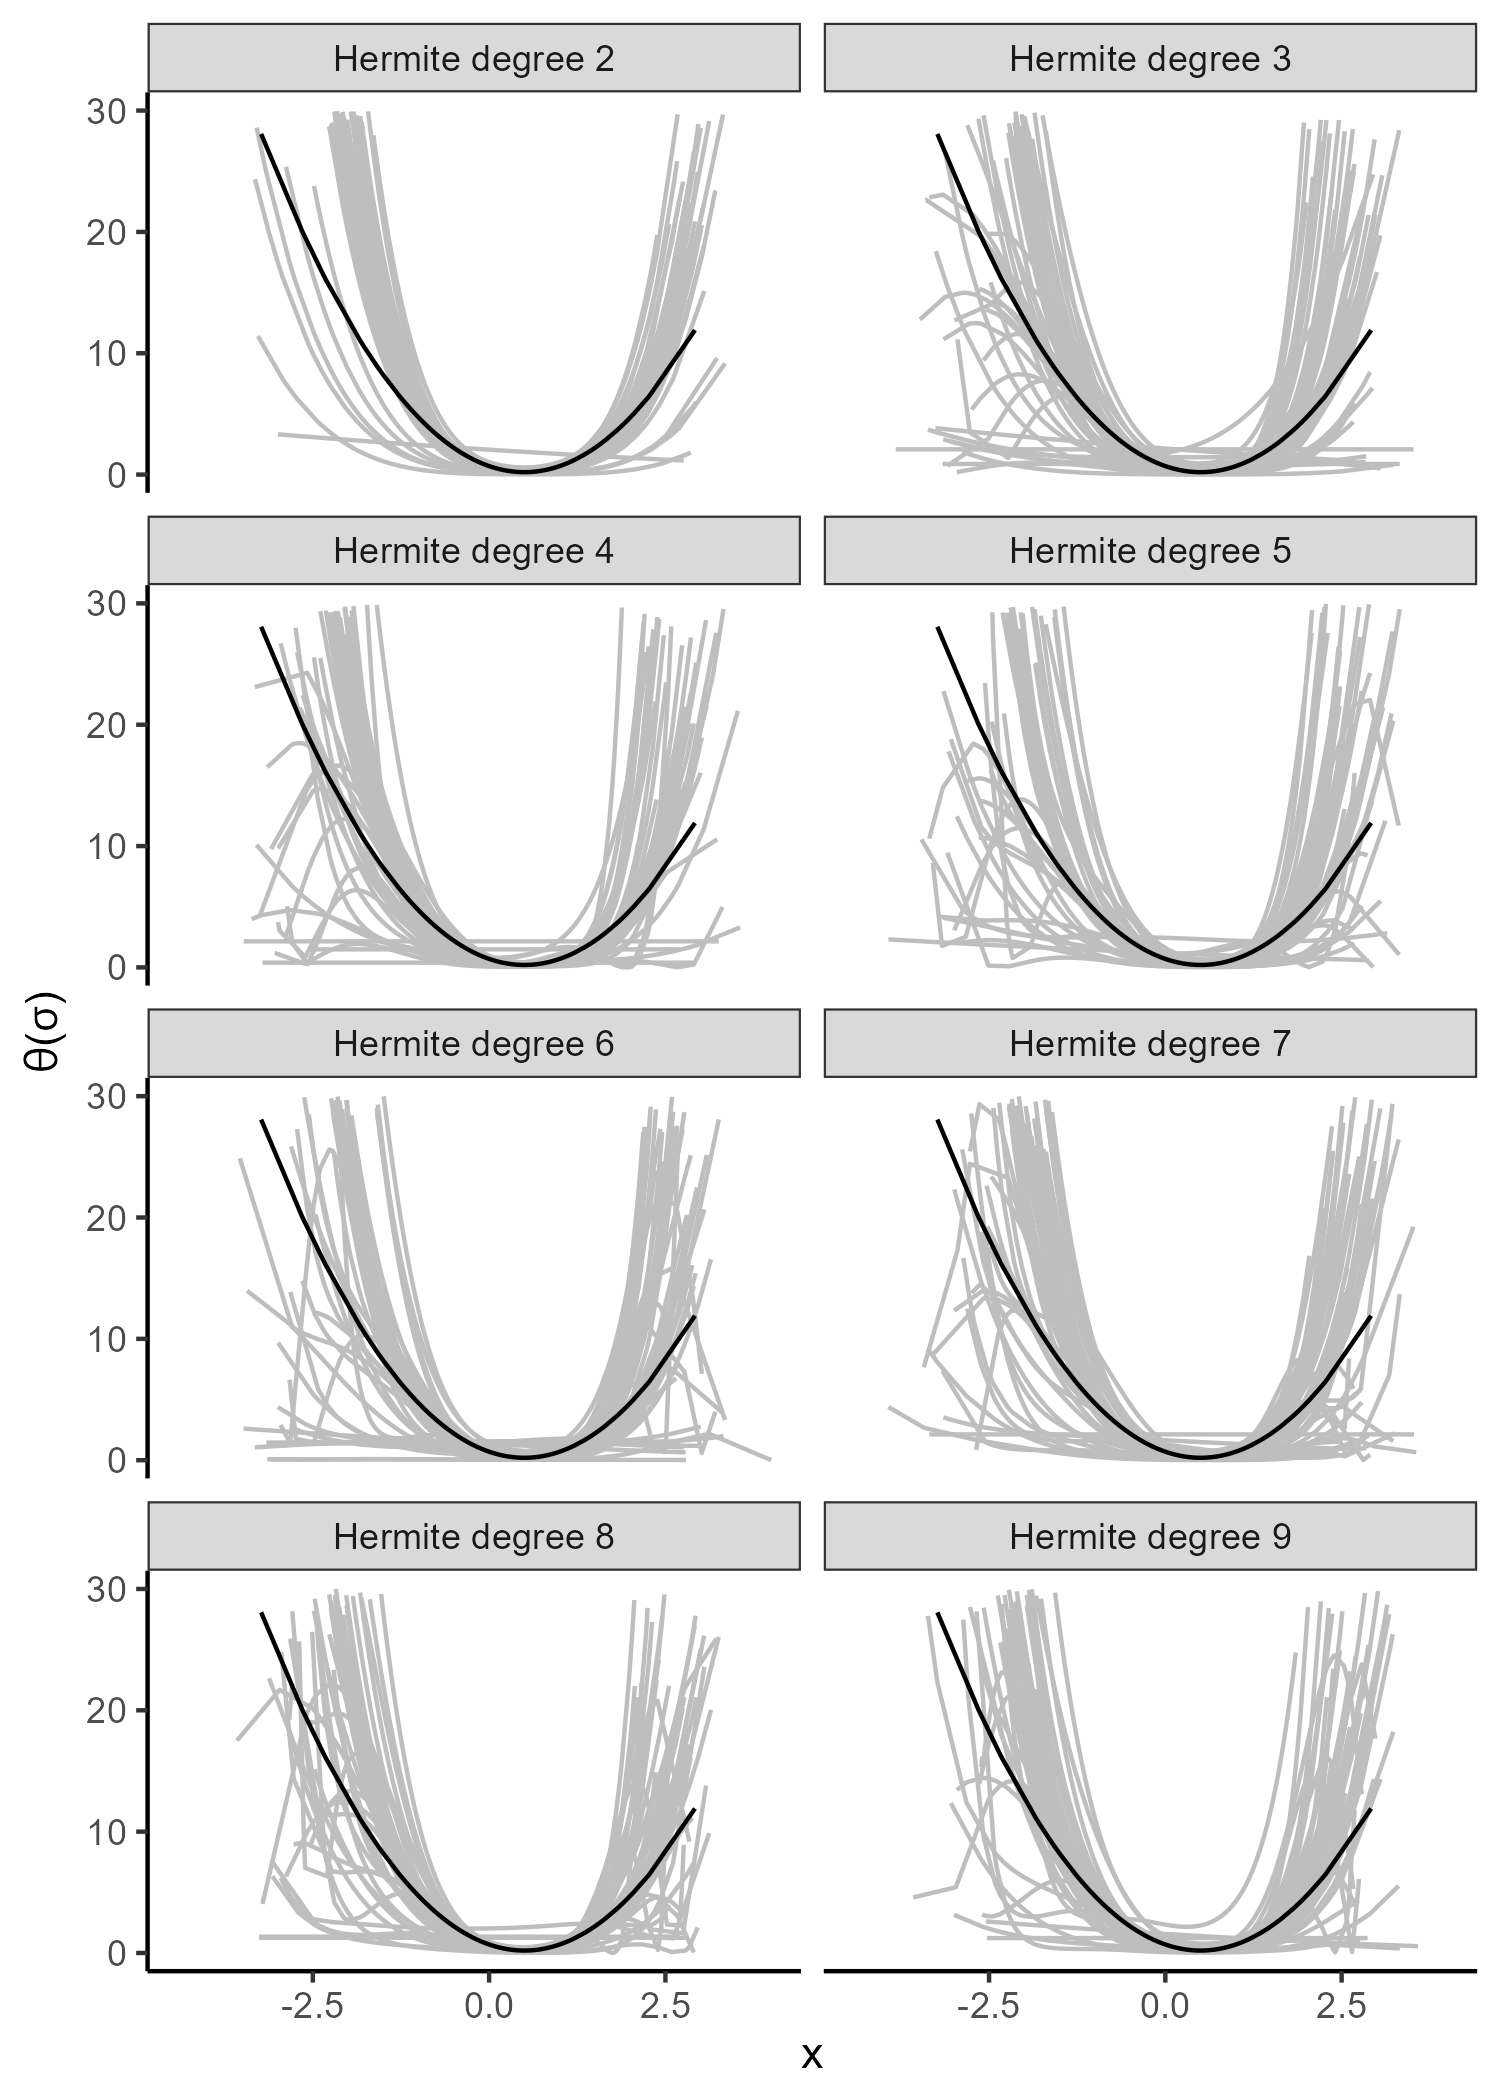 Hermite degree 2
Hermite degree 3
30
20
10
0
Hermite degree 4
Hermite degree 5
30
20
10
0
θ(σ)
Hermite degree 6
Hermite degree 7
30
20
10
0
Hermite degree 8
Hermite degree 9
30
20
10
0
-2.5 0.0 2.5
-2.5 0.0 2.5
x